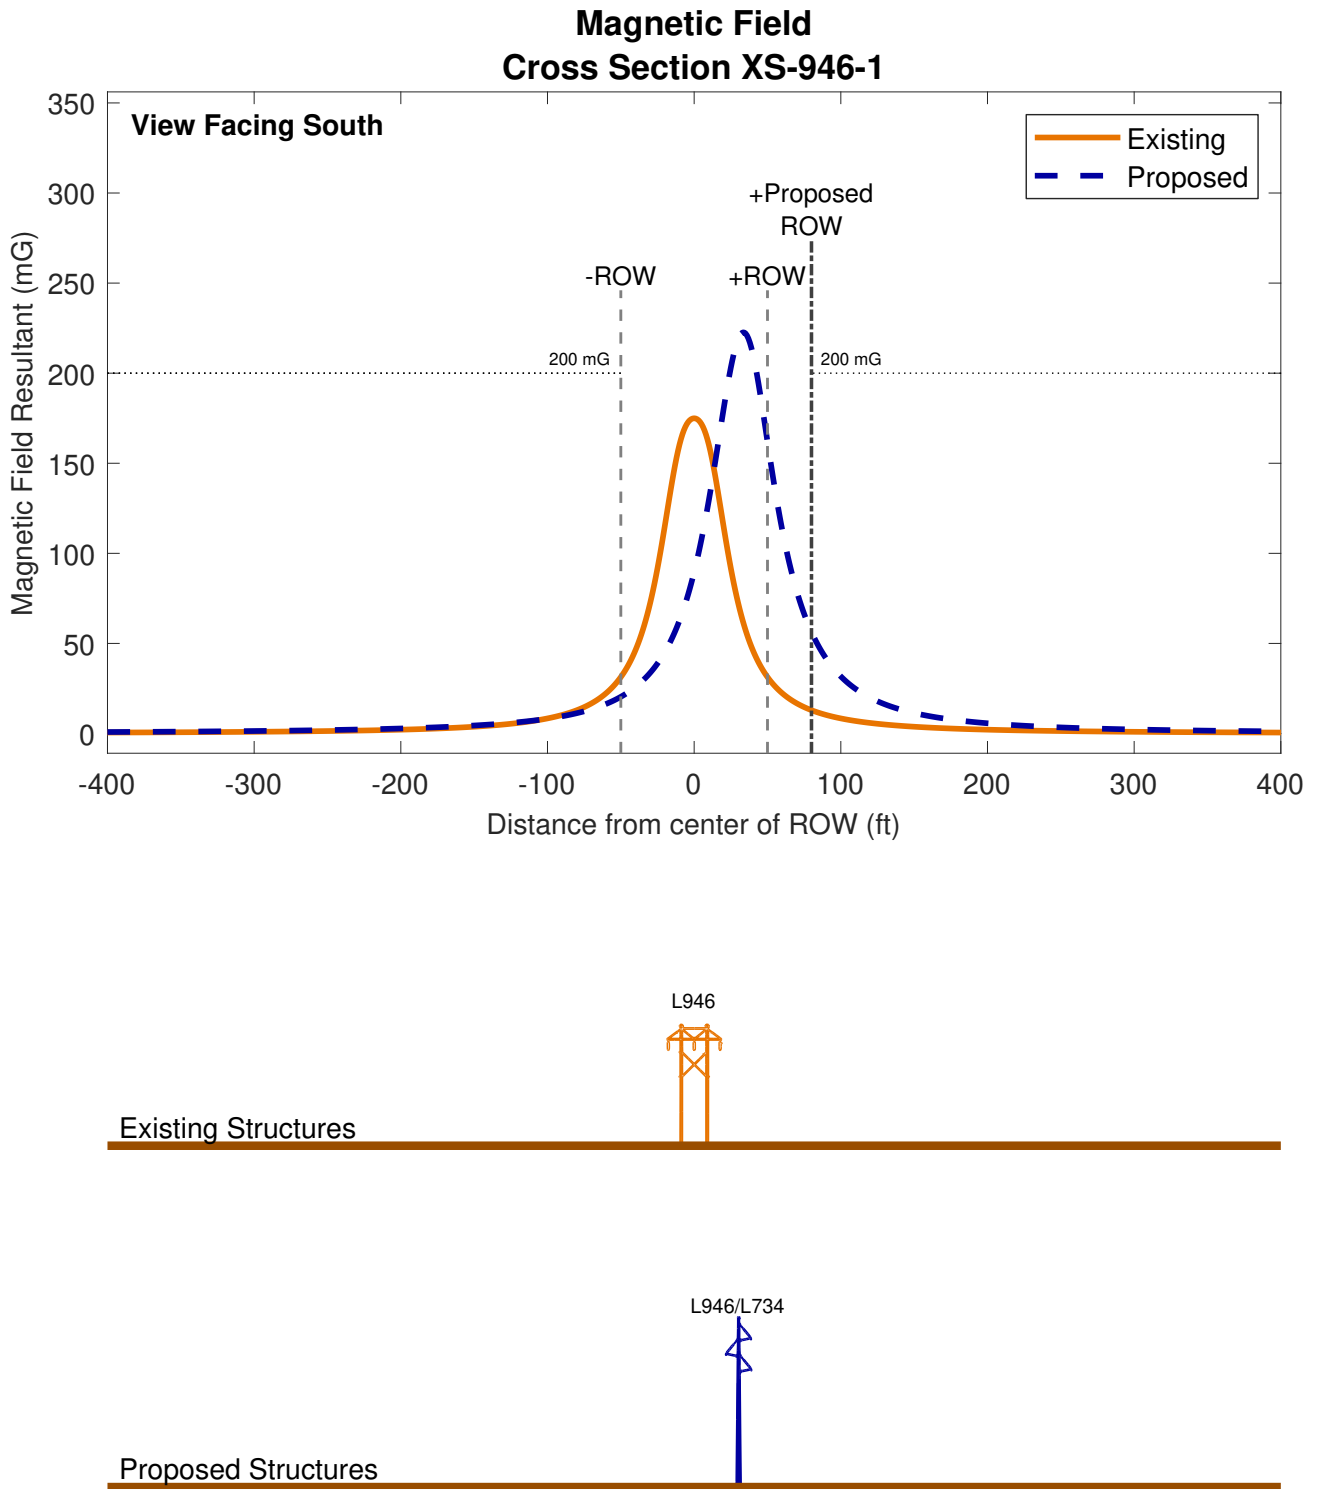 Magnetic Field
Cross Section XS-946-1
View Facing South
Existing
Proposed
+Proposed
ROW
-ROW
+ROW
200 mG
200 mG
350
300
250
200
150
100
50
0
Magnetic Field Resultant (mG)
-400
-300
-200
-100
0
100
200
300
400
Distance from center of ROW (ft)
L946
Existing Structures
L946/L734
Proposed Structures